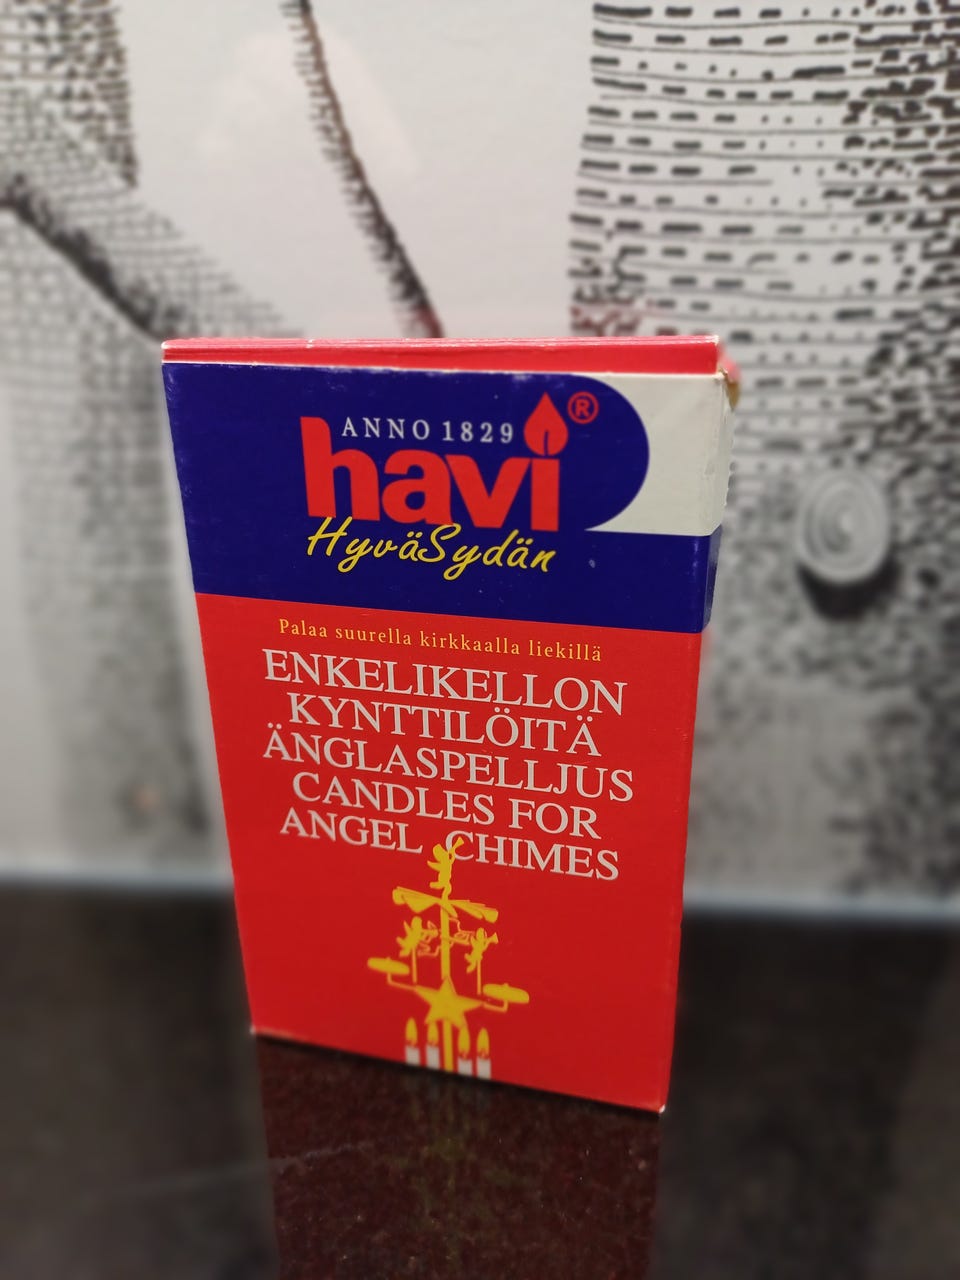 ANNO 1829
havi®
HyväSydän
Palaa suurella kirkkaalla liekillä
ENKELIKELLON
KYNTTILÖITÄ
ÄNGLASPELLJUS
CANDLES FOR
ANGEL CHIMES